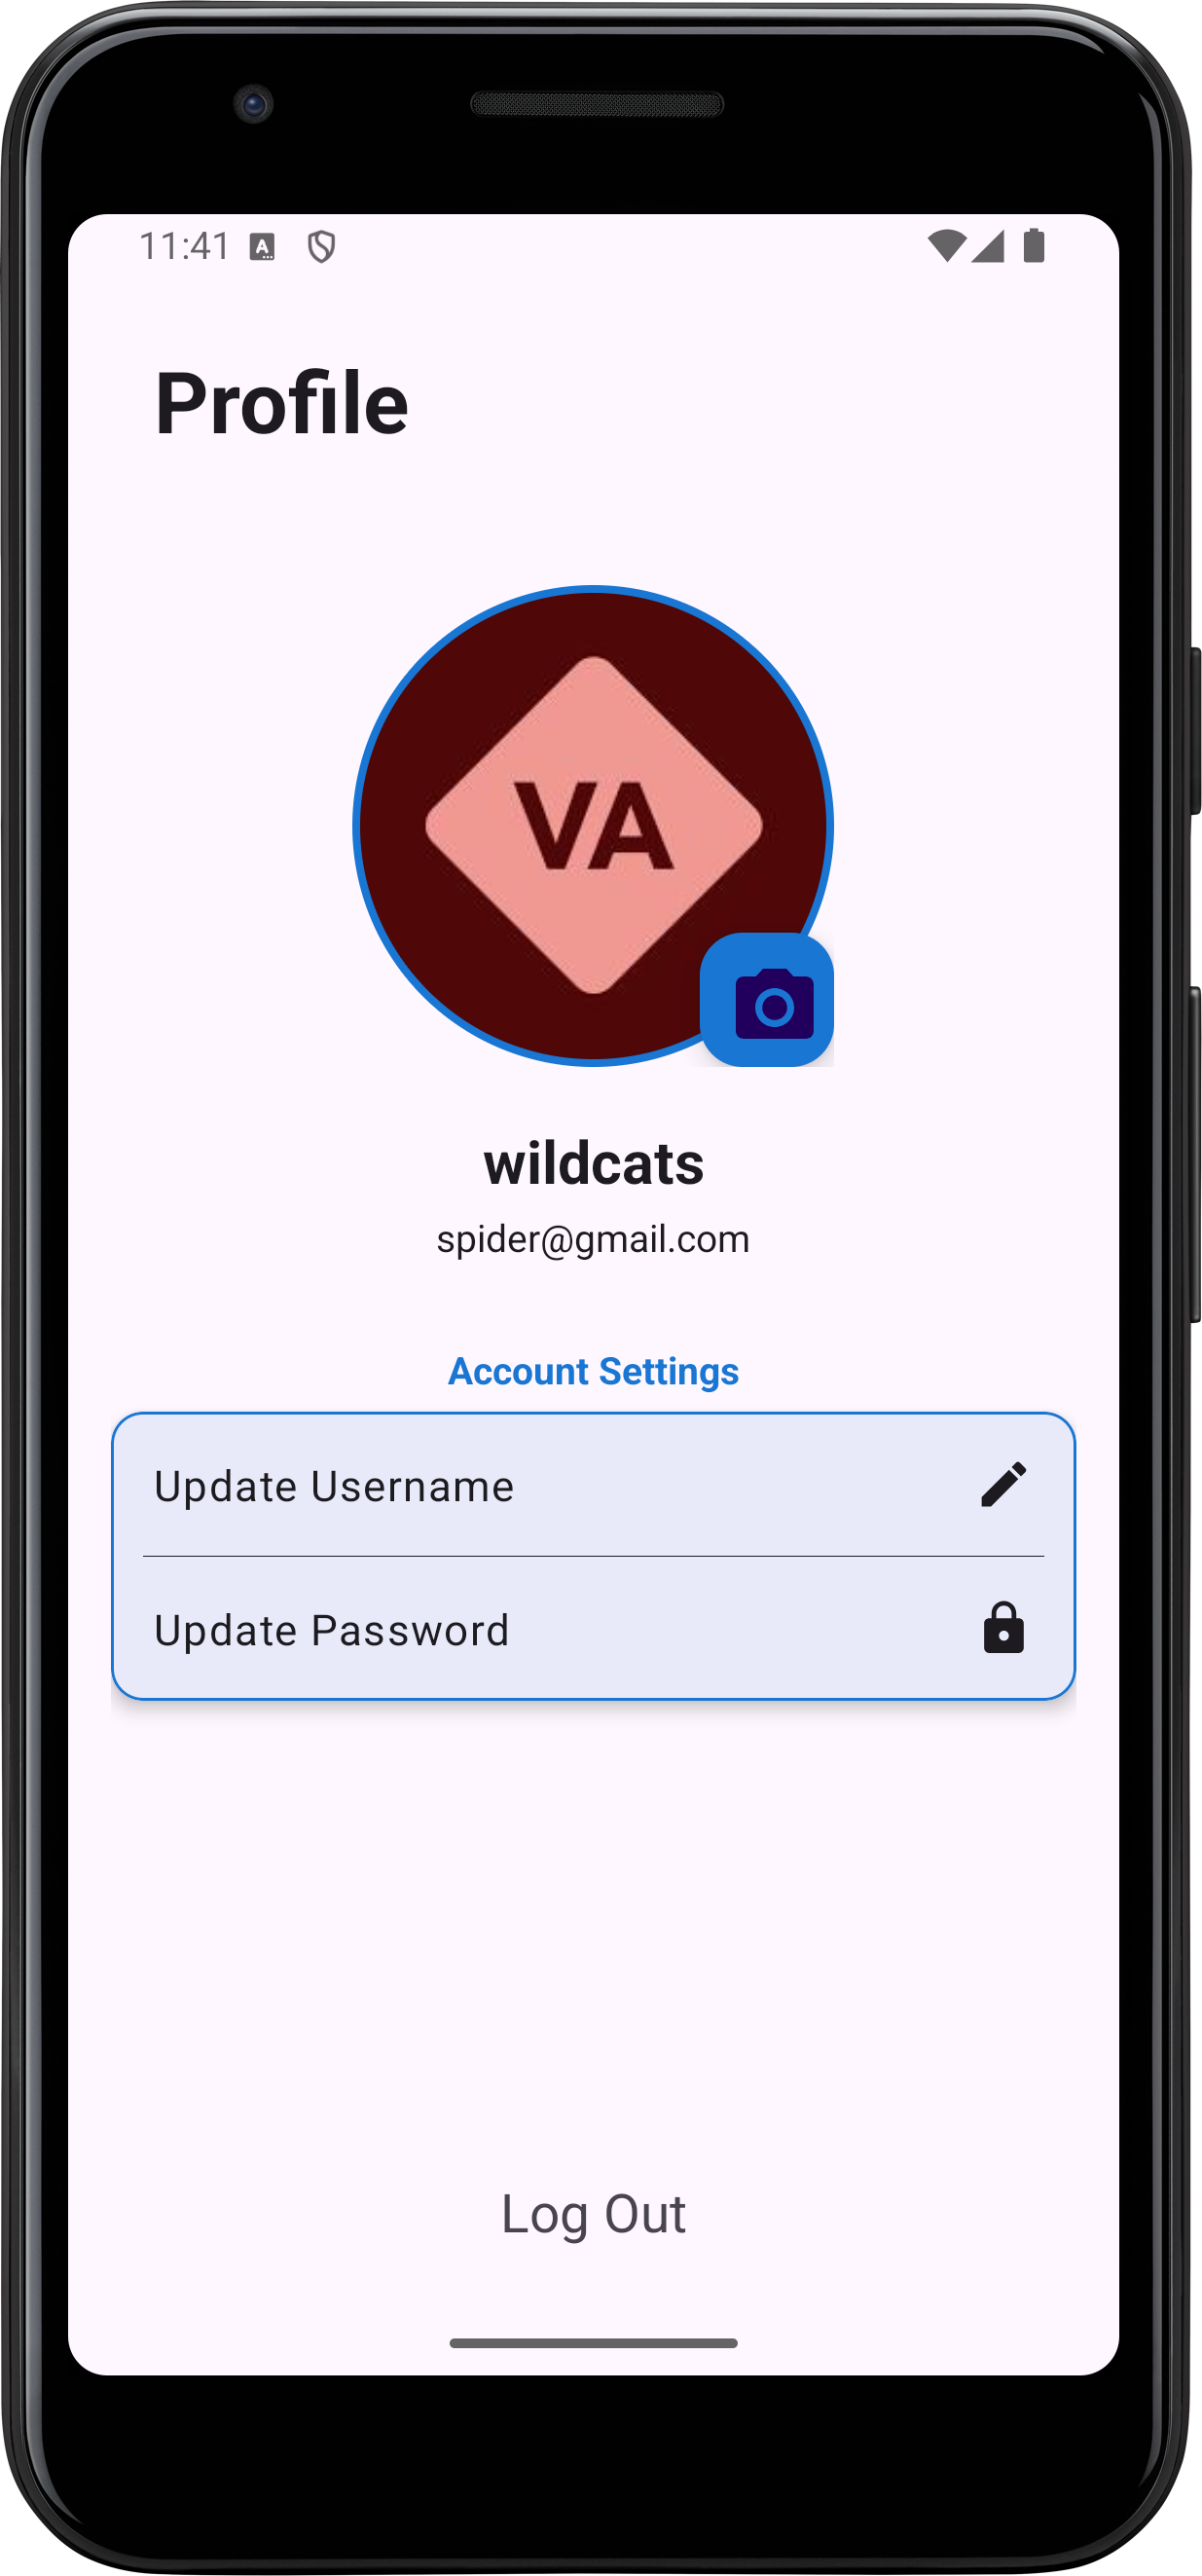 11:41
Profile
VA
wildcats
spider@gmail.com
Account Settings
Update Username
Update Password
Log Out